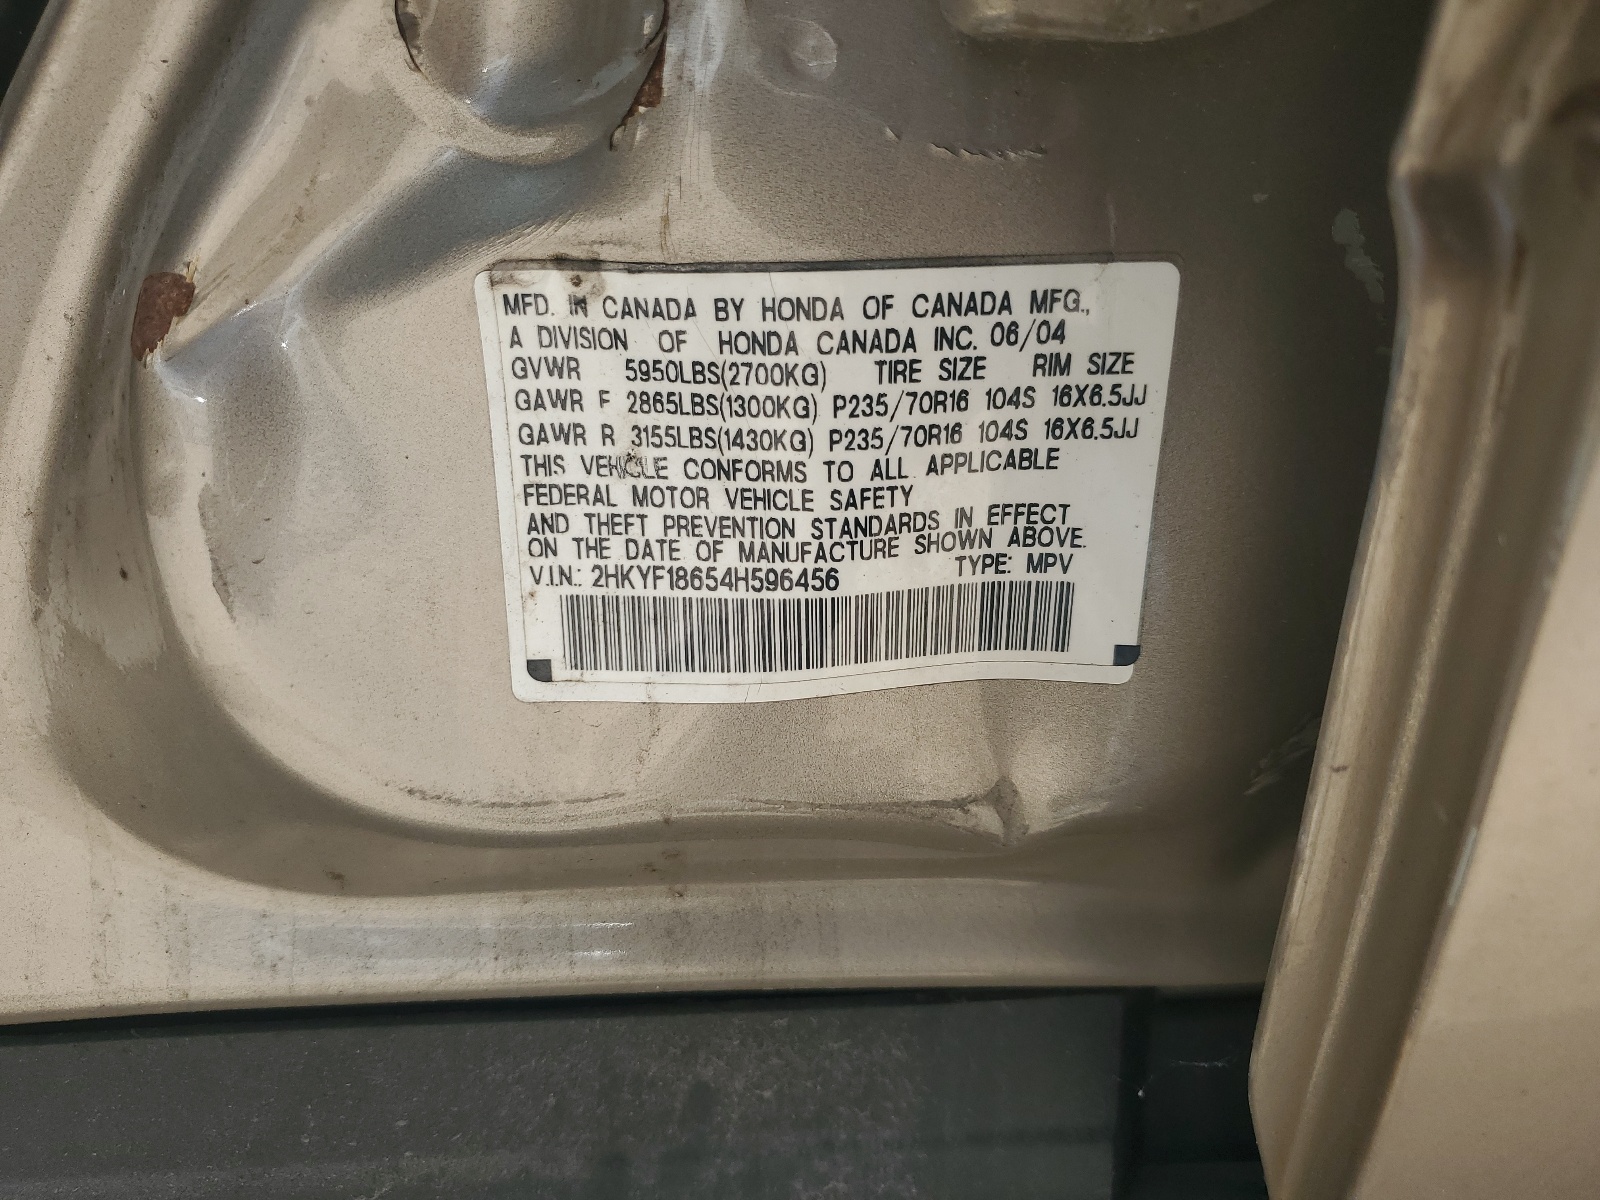 MFD. IN CANADA BY HONDA OF CANADA MFG.,
A DIVISION OF HONDA CANADA INC. 06/04
GVWR 5950LBS(2700KG) TIRE SIZE RIM SIZE
GAWR F 2865LBS(1300KG) P235/70R16 104S 16X6.5JJ
GAWR R 3155LBS(1430KG) P235/70R16 104S 16X6.5JJ
THIS VEHICLE CONFORMS TO ALL APPLICABLE
FEDERAL MOTOR VEHICLE SAFETY
AND THEFT PREVENTION STANDARDS IN EFFECT
ON THE DATE OF MANUFACTURE SHOWN ABOVE.
V.I.N.: 2HKYF18654H596456 TYPE: MPV